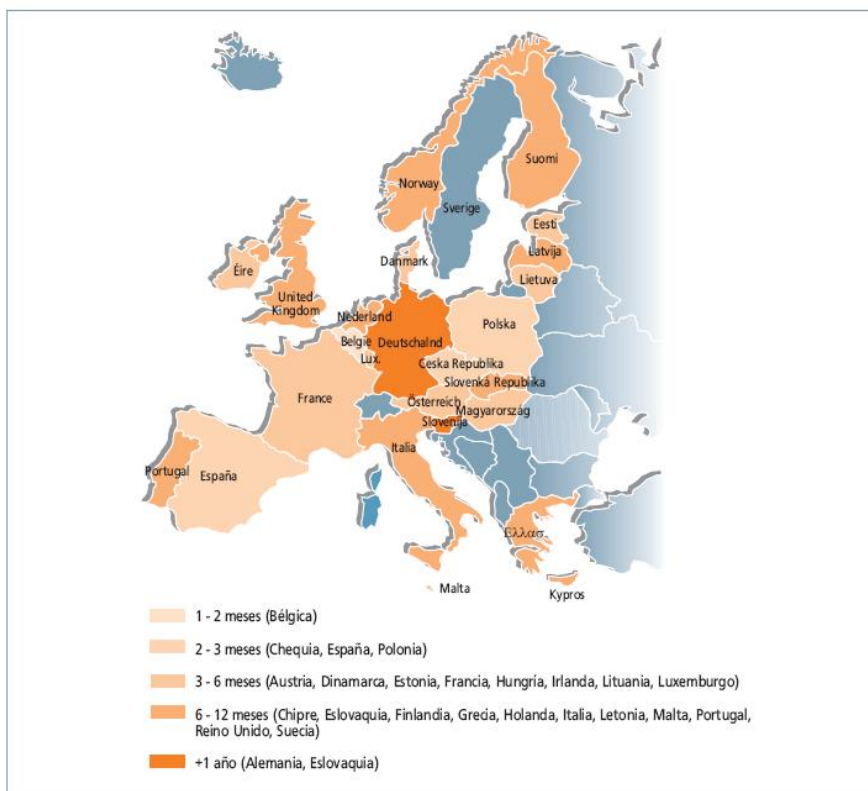 Suomi
Norway
Sverige
Eesti
Danmark
Latvija
Éire
Lietuva
United
Kingdom
Nederland
Polska
Belgie
Deutschalnd
Lux.
Ceska Republika
Slovenká Republika
France
Österreich
Magyarország
Slovenija
Italia
Portugal
España
Ελλασ
Malta
Kypros
1 - 2 meses (Bélgica)
2 - 3 meses (Chequia, España, Polonia)
3 - 6 meses (Austria, Dinamarca, Estonia, Francia, Hungría, Irlanda, Lituania, Luxemburgo)
6 - 12 meses (Chipre, Eslovaquia, Finlandia, Grecia, Holanda, Italia, Letonia, Malta, Portugal,
Reino Unido, Suecia)
+1 año (Alemania, Eslovaquia)